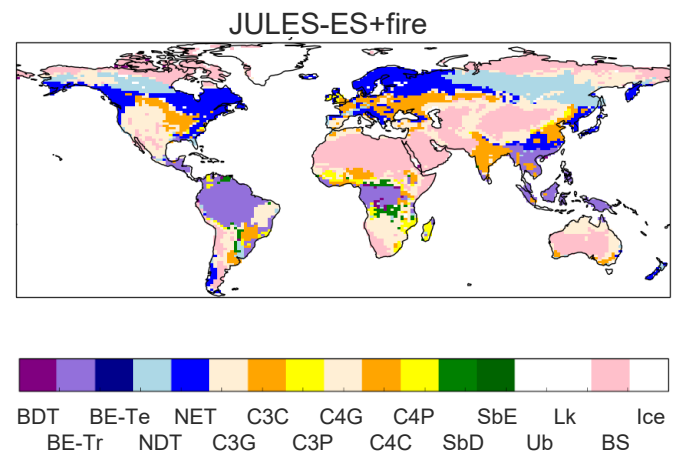 JULES-ES+fire
BDT BE-Te NET C3C C4G C4P SbE Lk Ice
BE-Tr NDT C3G C3P C4C SbD Ub BS